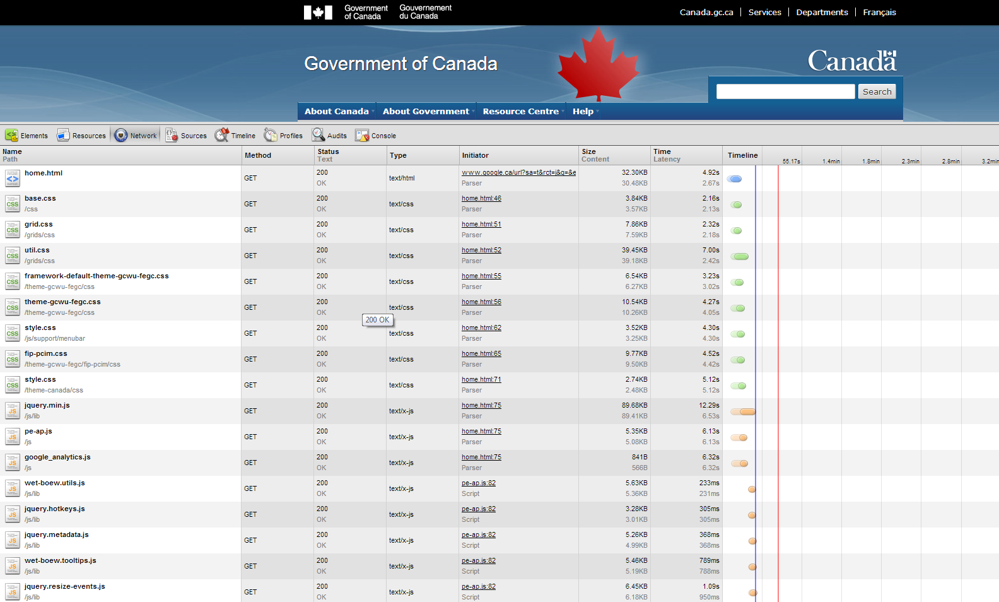 Government of Canada Gouvernement du Canada
Canada.gc.ca Services Departments Français
Government of Canada
Canada
Search
About Canada About Government Resource Centre Help
Elements Resources Network Sources Timeline Profiles Audits Console
Name Path Method Status Text Type Initiator Size Content Time Latency Timeline 55.17s 1.4min 1.8min 2.3min 2.8min 3.2min
home.html GET 200 OK text/html www.google.ca/url?sa=t&rct=j&q=&e Parser 32.30KB 30.48KB 4.92s 2.67s
CSS base.css /css GET 200 OK text/css home.html:46 Parser 3.84KB 3.57KB 2.16s 2.13s
CSS grid.css /grids/css GET 200 OK text/css home.html:51 Parser 7.86KB 7.59KB 2.32s 2.18s
CSS util.css /grids/css GET 200 OK text/css home.html:52 Parser 39.45KB 39.18KB 7.00s 2.42s
CSS framework-default-theme-gcwu-fegc.css /theme-gcwu-fegc/css GET 200 OK text/css home.html:55 Parser 6.54KB 6.27KB 3.23s 3.02s
CSS theme-gcwu-fegc.css /theme-gcwu-fegc/css GET 200 OK text/css home.html:56 Parser 10.54KB 10.26KB 4.27s 4.05s
200 OK
CSS style.css /js/support/menubar GET 200 OK text/css home.html:62 Parser 3.52KB 3.25KB 4.30s 4.30s
CSS fip-pcim.css /theme-gcwu-fegc/fip-pcim/css GET 200 OK text/css home.html:65 Parser 9.77KB 9.50KB 4.52s 4.42s
CSS style.css /theme-canada/css GET 200 OK text/css home.html:71 Parser 2.74KB 2.48KB 5.12s 5.12s
JS jquery.min.js /js/lib GET 200 OK text/x-js home.html:75 Parser 89.68KB 89.41KB 12.29s 6.53s
JS pe-ap.js /js GET 200 OK text/x-js home.html:75 Parser 5.35KB 5.08KB 6.13s 6.13s
JS google_analytics.js /js GET 200 OK text/x-js home.html:75 Parser 841B 566B 6.32s 6.32s
JS wet-boew.utils.js /js/lib GET 200 OK text/x-js pe-ap.js:82 Script 5.63KB 5.36KB 233ms 231ms
JS jquery.hotkeys.js /js/lib GET 200 OK text/x-js pe-ap.js:82 Script 3.28KB 3.01KB 305ms 305ms
JS jquery.metadata.js /js/lib GET 200 OK text/x-js pe-ap.js:82 Script 5.26KB 4.99KB 368ms 368ms
JS wet-boew.tooltips.js /js/lib GET 200 OK text/x-js pe-ap.js:82 Script 5.46KB 5.19KB 789ms 788ms
JS jquery.resize-events.js /js/lib GET 200 OK text/x-js pe-ap.js:82 Script 6.45KB 6.18KB 1.09s 950ms